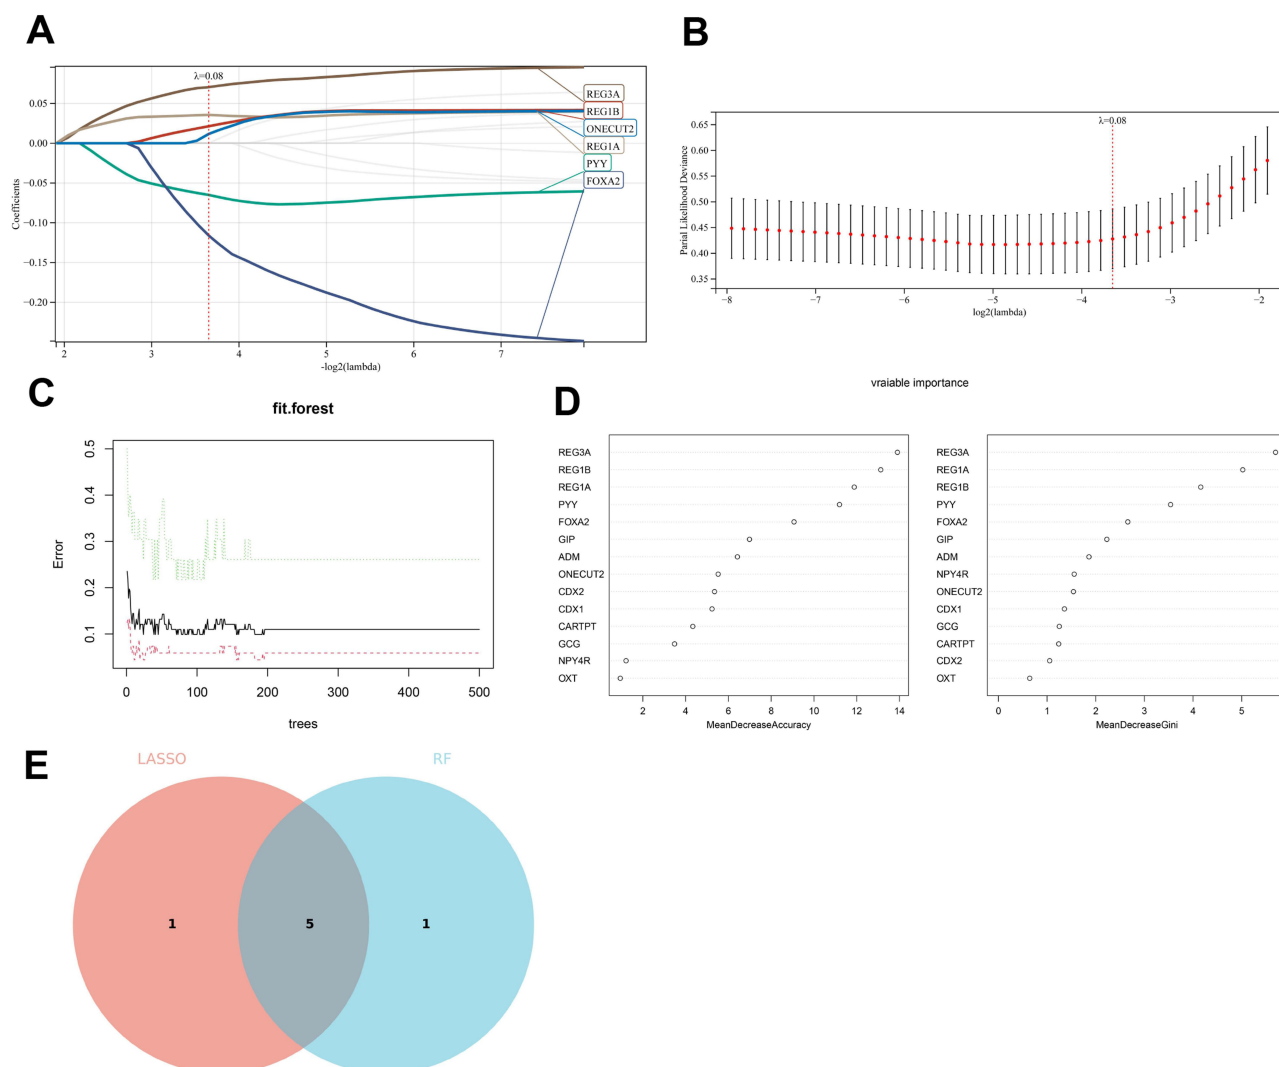 A
λ=0.08
0.05
0.00
−0.05
−0.10
−0.15
−0.20
Coefficients
REG3A
REG1B
ONECUT2
REG1A
PYY
FOXA2
2
3
4
5
6
7
-log2(lambda)
B
λ=0.08
0.65
0.60
0.55
0.50
0.45
0.40
0.35
Parial Likelihood Deviance
−8
−7
−6
−5
−4
−3
−2
log2(lambda)
C
fit.forest
Error
0.5
0.4
0.3
0.2
0.1
0
100
200
300
400
500
trees
D
vraiable importance
REG3A
REG1B
REG1A
PYY
FOXA2
GIP
ADM
ONECUT2
CDX2
CDX1
CARTPT
GCG
NPY4R
OXT
2
4
6
8
10
12
14
MeanDecreaseAccuracy
REG3A
REG1A
REG1B
PYY
FOXA2
GIP
ADM
NPY4R
ONECUT2
CDX1
GCG
CARTPT
CDX2
OXT
0
1
2
3
4
5
MeanDecreaseGini
E
LASSO
RF
1
5
1